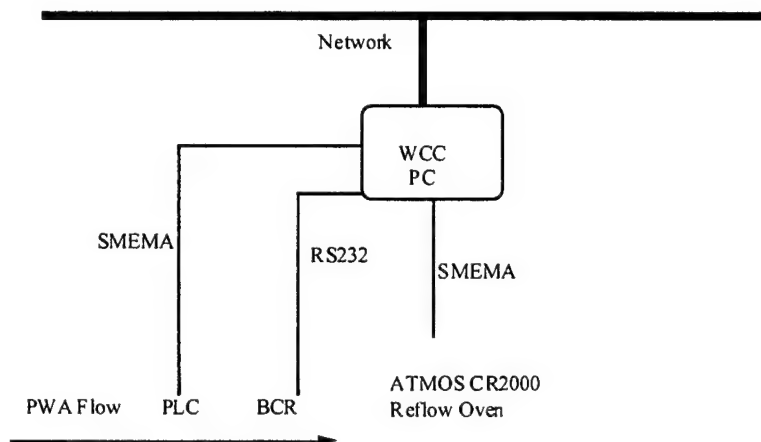 Network
WCC
PC
SMEMA
RS232
SMEMA
ATMOS CR2000
Reflow Oven
PWA Flow
PLC
BCR